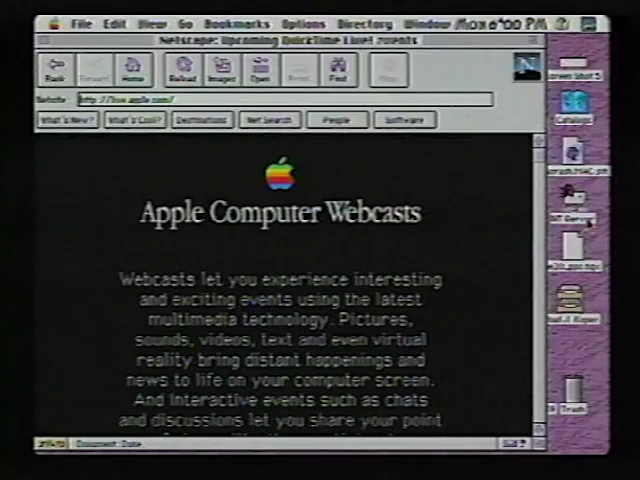 File Edit View Go Bookmarks Options Directory Window Mon 6:00 PM
Netscape: Upcoming QuickTime Live! events
Back Forward Home Reload Images Open Print Find Stop
http://live.apple.com/
What's New? What's Cool? Destinations Net Search People Software
Catalogs
Apple Computer Webcasts
Webcasts let you experience interesting
and exciting events using the latest
multimedia technology. Pictures,
sounds, videos, text and even virtual
reality bring distant happenings and
news to life on your computer screen.
And interactive events such as chats
and discussions let you share your point
Trash
Document: Done